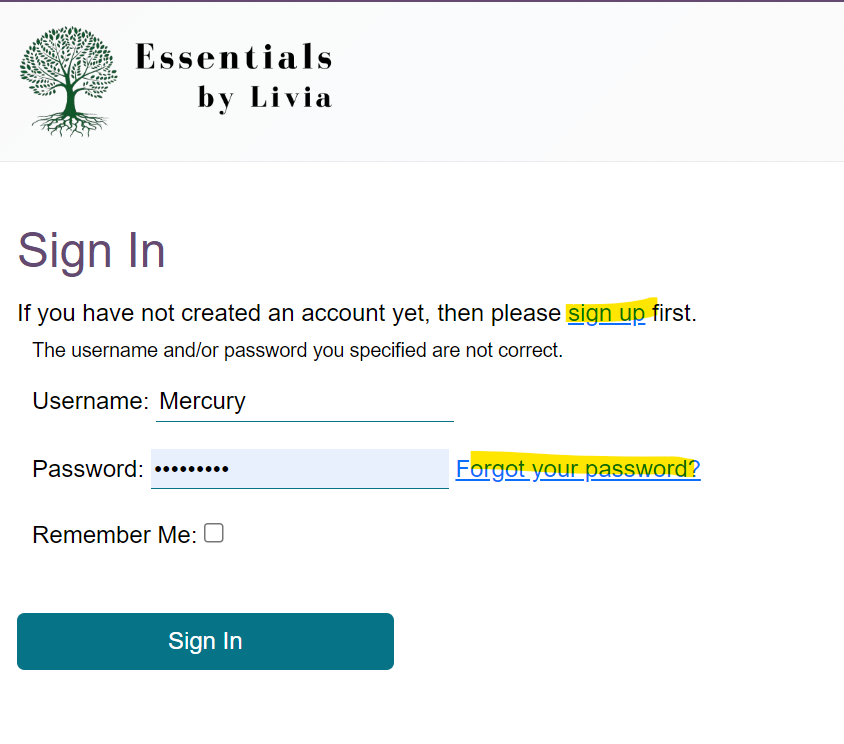 Essentials
by Livia
Sign In
If you have not created an account yet, then please sign up first.
The username and/or password you specified are not correct.
Username: Mercury
Password: ••••••••• Forgot your password?
Remember Me:
Sign In